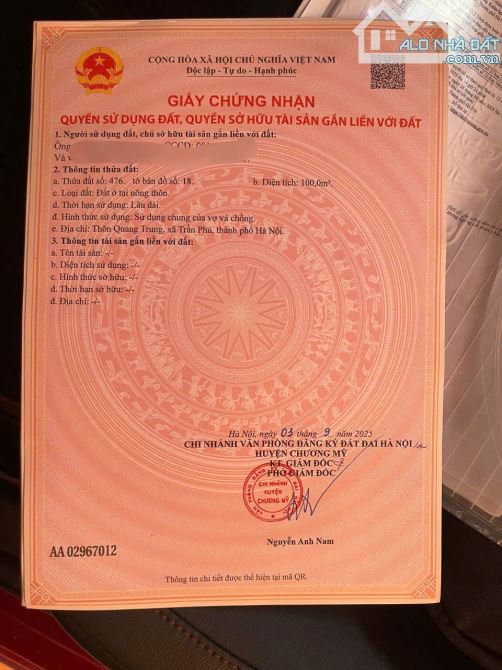 ALO NHÀ ĐẤT
.com.vn
CỘNG HÒA XÃ HỘI CHỦ NGHĨA VIỆT NAM
Độc lập - Tự do - Hạnh phúc
GIẤY CHỨNG NHẬN
QUYỀN SỬ DỤNG ĐẤT, QUYỀN SỞ HỮU TÀI SẢN GẮN LIỀN VỚI ĐẤT
1. Người sử dụng đất, chủ sở hữu tài sản gắn liền với đất:
Ông
Và
2. Thông tin thửa đất:
a. Thửa đất số: 476, tờ bản đồ số: 18, b. Diện tích: 100,0m².
c. Loại đất: Đất ở tại nông thôn.
d. Thời hạn sử dụng: Lâu dài.
đ. Hình thức sử dụng: Sử dụng chung của vợ và chồng.
e. Địa chỉ: Thôn Quang Trung, xã Trần Phú, thành phố Hà Nội.
3. Thông tin tài sản gắn liền với đất:
a. Tên tài sản: -/-
b. Diện tích sử dụng: -/-
c. Hình thức sở hữu: -/-
d. Thời hạn sở hữu: -/-
đ. Địa chỉ: -/-
Hà Nội, ngày 03 tháng 9 năm 2025
CHI NHÁNH VĂN PHÒNG ĐĂNG KÝ ĐẤT ĐAI HÀ NỘI
HUYỆN CHƯƠNG MỸ
KT. GIÁM ĐỐC
PHÓ GIÁM ĐỐC
CHI NHÁNH
HUYỆN
CHƯƠNG MỸ
Nguyễn Anh Nam
AA 02967012
Thông tin chi tiết được thể hiện tại mã QR.